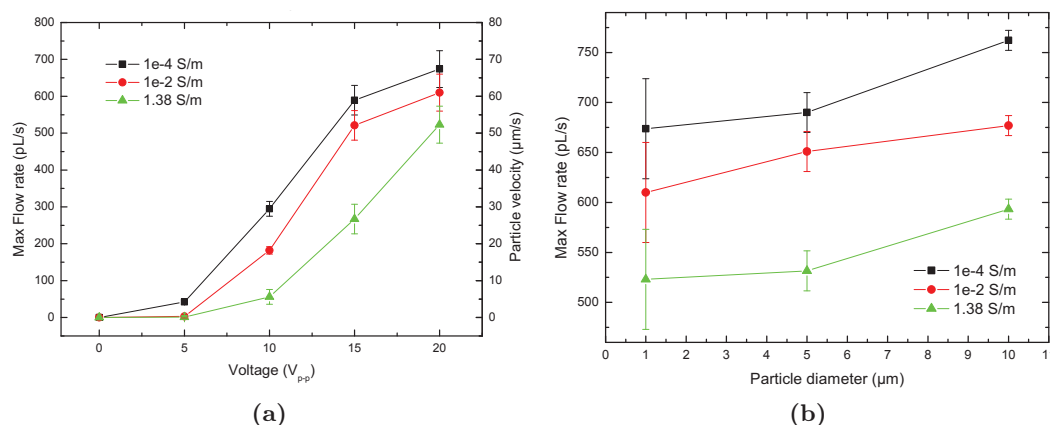 800
700
600
500
400
300
200
100
0
Max Flow rate (pL/s)
1e-4 S/m
1e-2 S/m
1.38 S/m
80
70
60
50
40
30
20
10
0
Particle velocity (µm/s)
0 5 10 15 20
Voltage (Vp-p)
(a)
750
700
650
600
550
500
Max Flow rate (pL/s)
1e-4 S/m
1e-2 S/m
1.38 S/m
0 1 2 3 4 5 6 7 8 9 10 1
Particle diameter (µm)
(b)